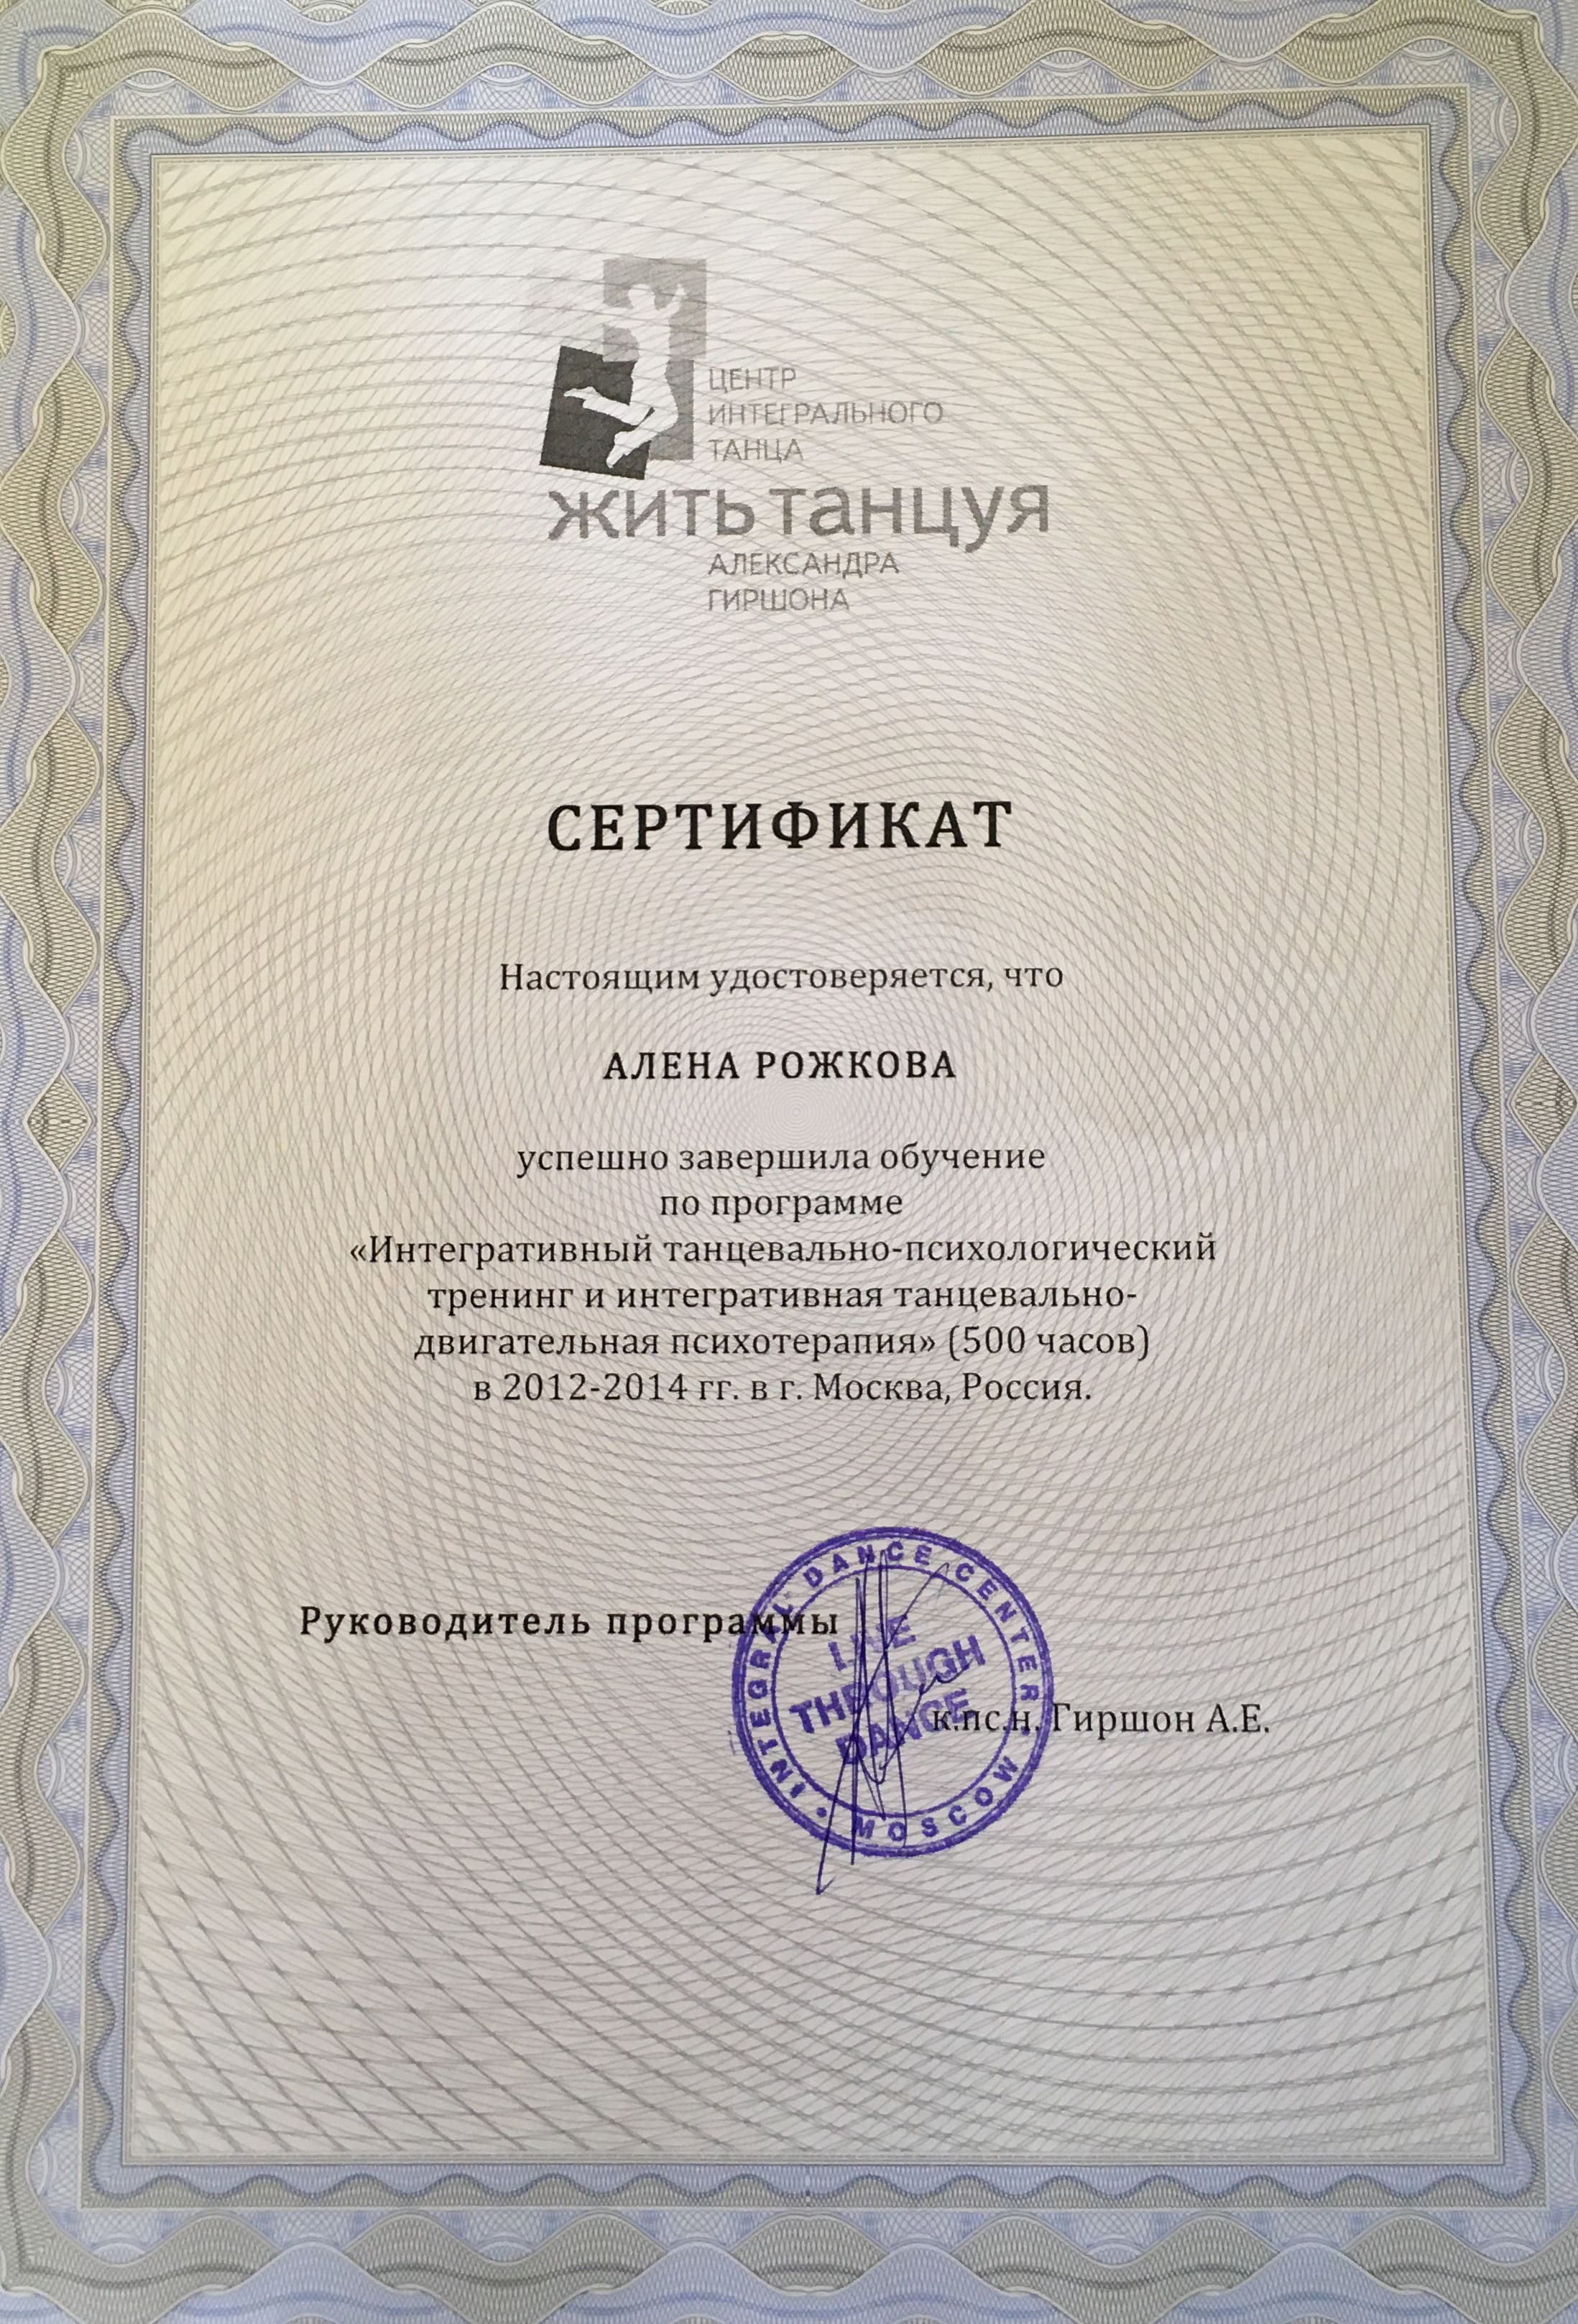 ЦЕНТР
ИНТЕГРАЛЬНОГО
ТАНЦА
жить танцуя
АЛЕКСАНДРА
ГИРШОНА
СЕРТИФИКАТ
Настоящим удостоверяется, что
АЛЕНА РОЖКОВА
успешно завершила обучение
по программе
«Интегративный танцевально-психологический
тренинг и интегративная танцевально-
двигательная психотерапия» (500 часов)
в 2012-2014 гг. в г. Москва, Россия.
Руководитель программы
INTEGRAL DANCE CENTER • MOSCOW •
LIVE
THROUGH
DANCE
к.пс.н. Гиршон А.Е.